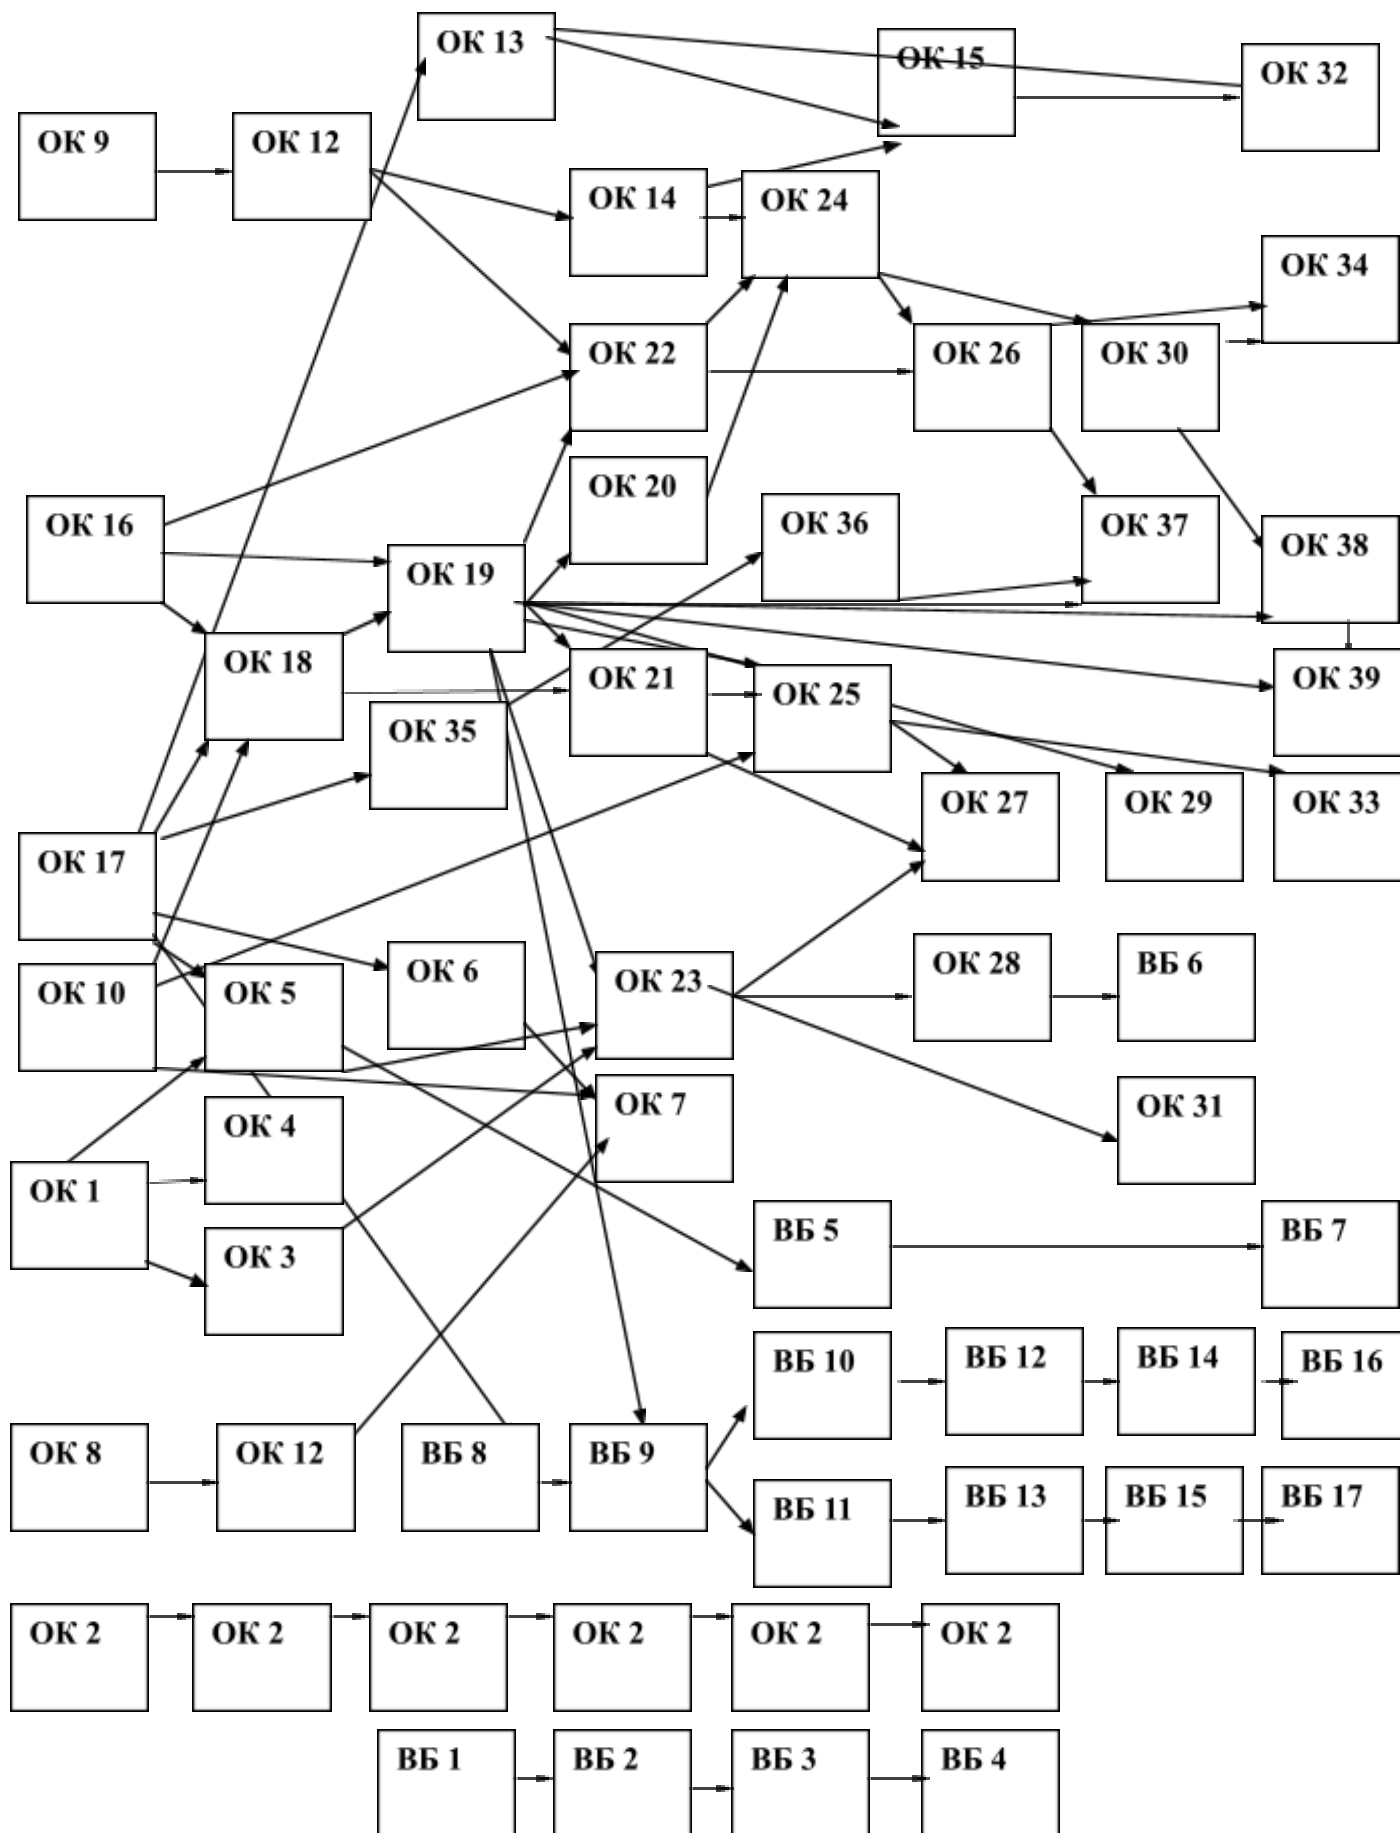 ОК 13
ОК 15
ОК 32
ОК 9
ОК 12
ОК 14
ОК 24
ОК 34
ОК 22
ОК 26
ОК 30
ОК 20
ОК 16
ОК 36
ОК 37
ОК 38
ОК 19
ОК 18
ОК 21
ОК 25
ОК 39
ОК 35
ОК 27
ОК 29
ОК 33
ОК 17
ОК 10
ОК 5
ОК 6
ОК 23
ОК 28
ВБ 6
ОК 4
ОК 7
ОК 31
ОК 1
ОК 3
ВБ 5
ВБ 7
ВБ 10
ВБ 12
ВБ 14
ВБ 16
ОК 8
ОК 12
ВБ 8
ВБ 9
ВБ 11
ВБ 13
ВБ 15
ВБ 17
ОК 2
ОК 2
ОК 2
ОК 2
ОК 2
ОК 2
ВБ 1
ВБ 2
ВБ 3
ВБ 4